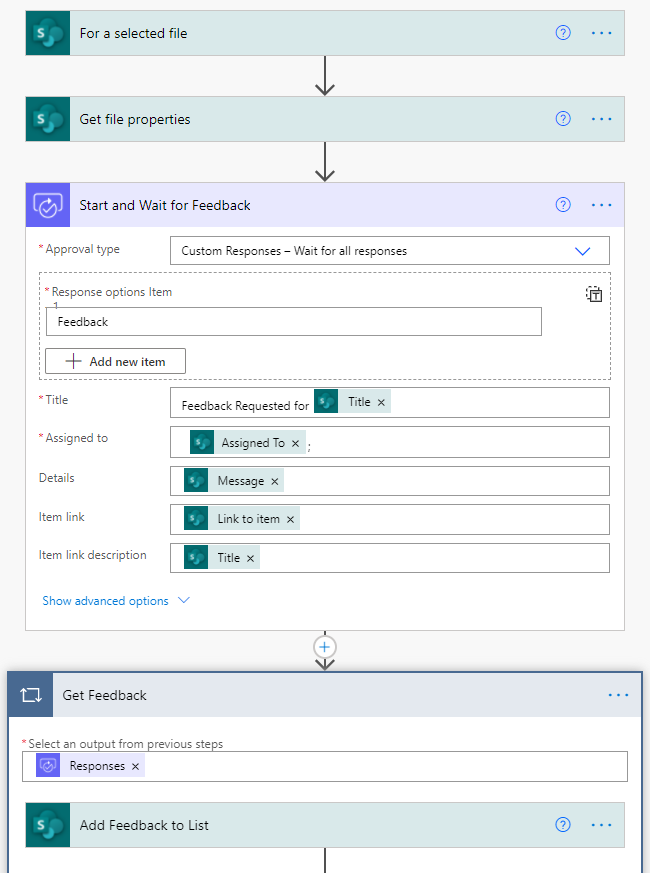 For a selected file
Get file properties
Start and Wait for Feedback
* Approval type
Custom Responses – Wait for all responses
* Response options Item
1
Feedback
Add new item
* Title
Feedback Requested for Title ×
* Assigned to
Assigned To × ;
Details
Message ×
Item link
Link to item ×
Item link description
Title ×
Show advanced options
Get Feedback
* Select an output from previous steps
Responses ×
Add Feedback to List